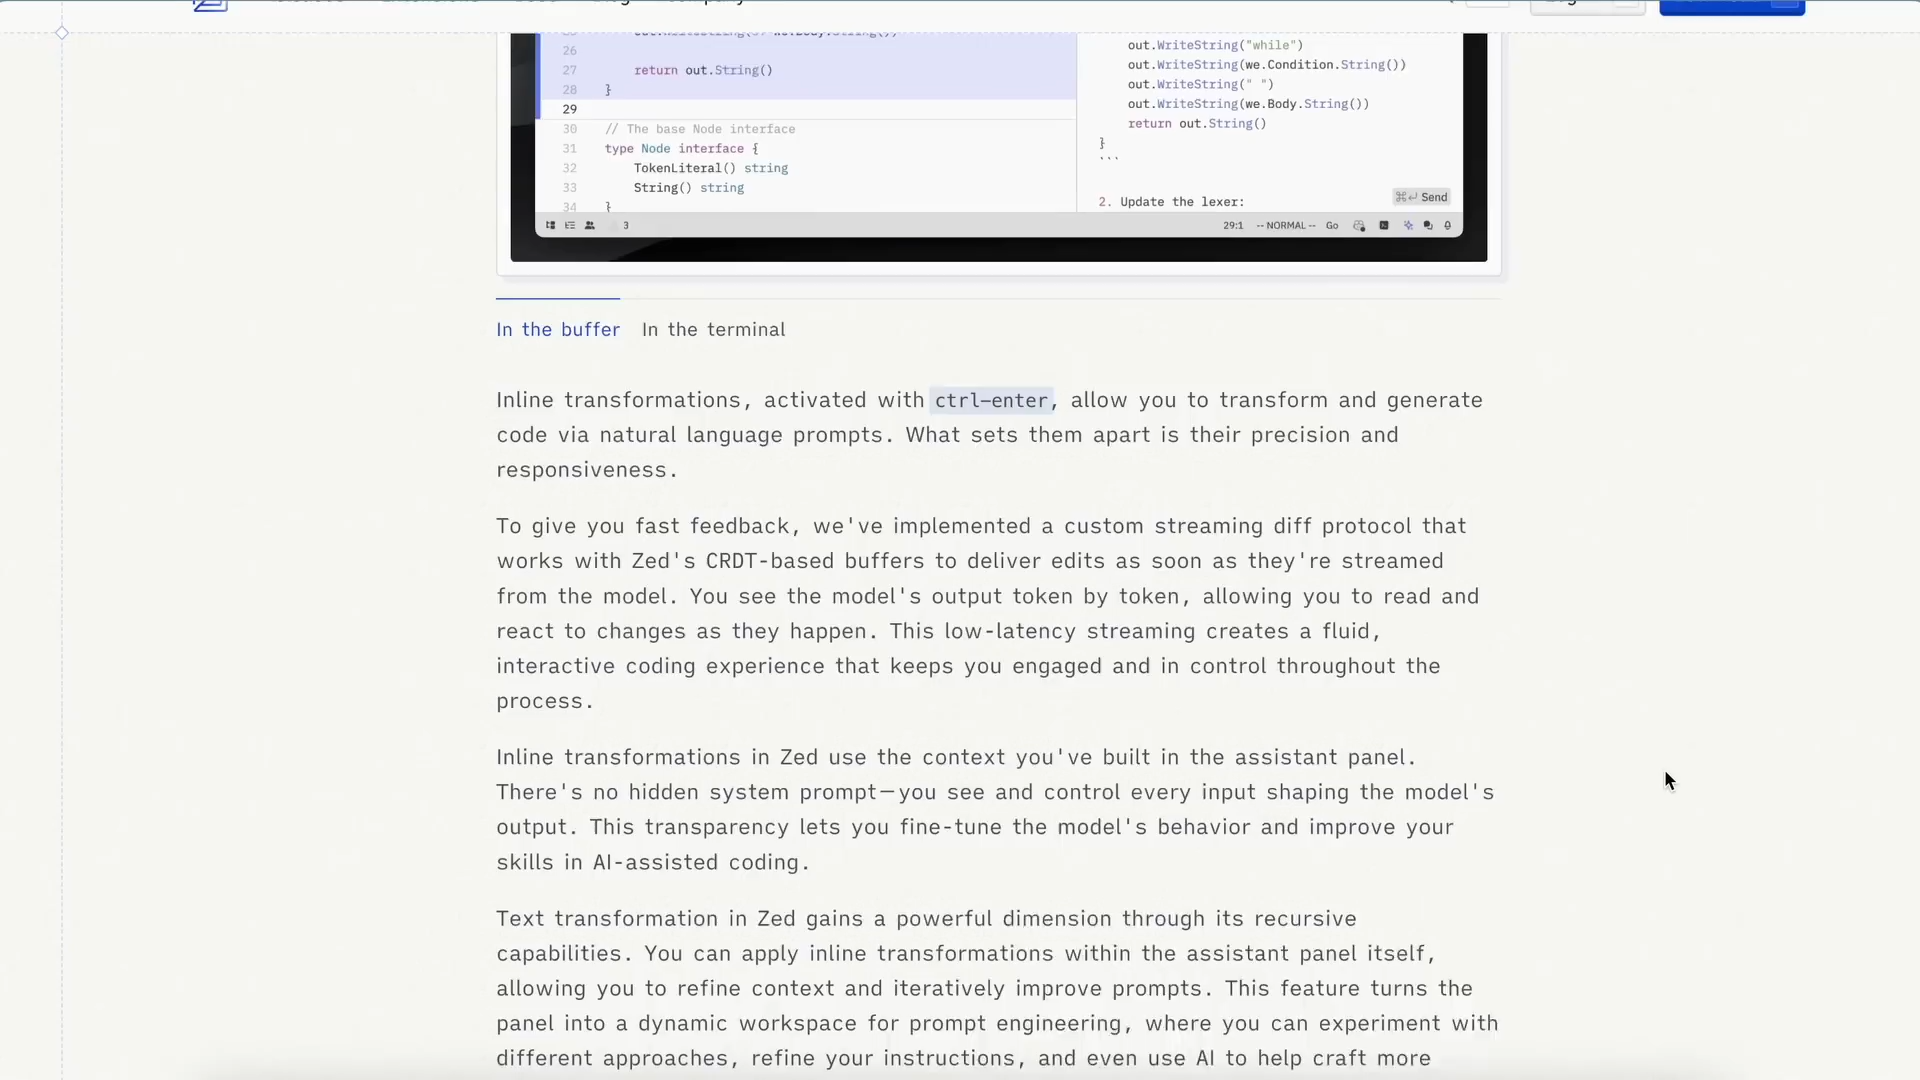 26
27 return out.String()
28 }
29
30 // The base Node interface
31 type Node interface {
32 TokenLiteral() string
33 String() string
34 }
3
29:1 -- NORMAL -- Go
out.WriteString("while")
out.WriteString(we.Condition.String())
out.WriteString(" ")
out.WriteString(we.Body.String())
return out.String()
}
```
2. Update the lexer:
⌘↵ Send
In the buffer In the terminal
Inline transformations, activated with ctrl-enter, allow you to transform and generate
code via natural language prompts. What sets them apart is their precision and
responsiveness.
To give you fast feedback, we've implemented a custom streaming diff protocol that
works with Zed's CRDT-based buffers to deliver edits as soon as they're streamed
from the model. You see the model's output token by token, allowing you to read and
react to changes as they happen. This low-latency streaming creates a fluid,
interactive coding experience that keeps you engaged and in control throughout the
process.
Inline transformations in Zed use the context you've built in the assistant panel.
There's no hidden system prompt—you see and control every input shaping the model's
output. This transparency lets you fine-tune the model's behavior and improve your
skills in AI-assisted coding.
Text transformation in Zed gains a powerful dimension through its recursive
capabilities. You can apply inline transformations within the assistant panel itself,
allowing you to refine context and iteratively improve prompts. This feature turns the
panel into a dynamic workspace for prompt engineering, where you can experiment with
different approaches, refine your instructions, and even use AI to help craft more